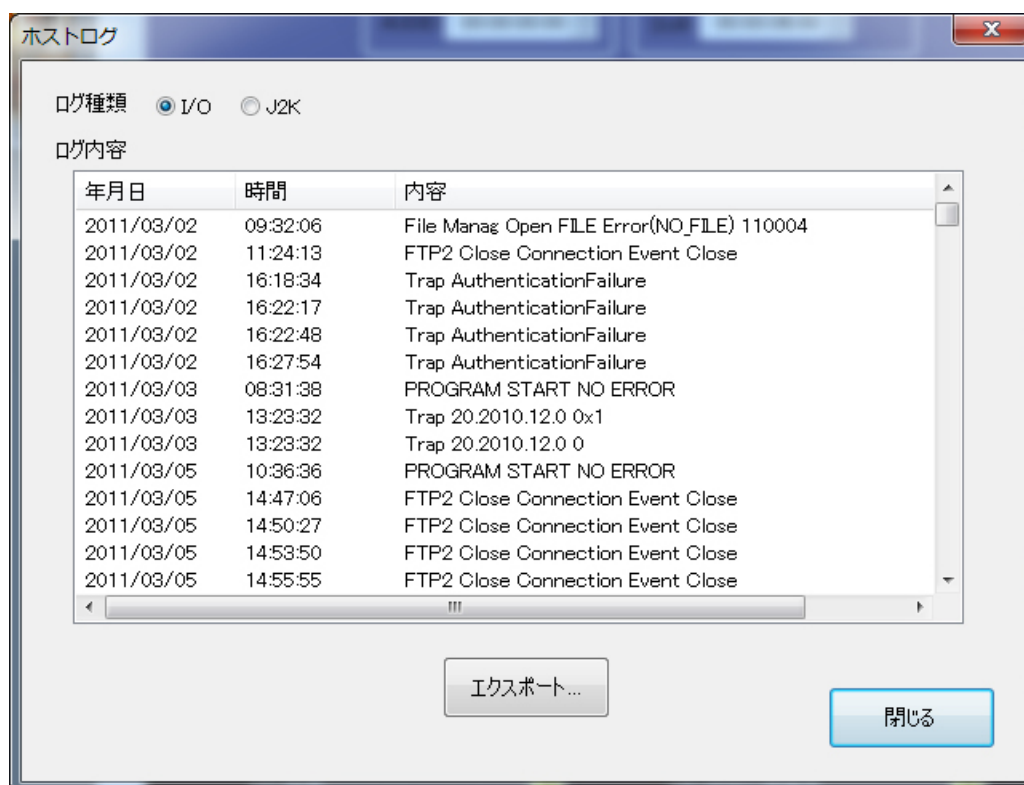 ホストログ
ログ種類 I/O J2K
ログ内容
年月日 時間 内容
2011/03/02 09:32:06 File Manag Open FILE Error(NO_FILE) 110004
2011/03/02 11:24:13 FTP2 Close Connection Event Close
2011/03/02 16:18:34 Trap AuthenticationFailure
2011/03/02 16:22:17 Trap AuthenticationFailure
2011/03/02 16:22:48 Trap AuthenticationFailure
2011/03/02 16:27:54 Trap AuthenticationFailure
2011/03/03 08:31:38 PROGRAM START NO ERROR
2011/03/03 13:23:32 Trap 20.2010.12.0 0x1
2011/03/03 13:23:32 Trap 20.2010.12.0 0
2011/03/05 10:36:36 PROGRAM START NO ERROR
2011/03/05 14:47:06 FTP2 Close Connection Event Close
2011/03/05 14:50:27 FTP2 Close Connection Event Close
2011/03/05 14:53:50 FTP2 Close Connection Event Close
2011/03/05 14:55:55 FTP2 Close Connection Event Close
エクスポート...
閉じる